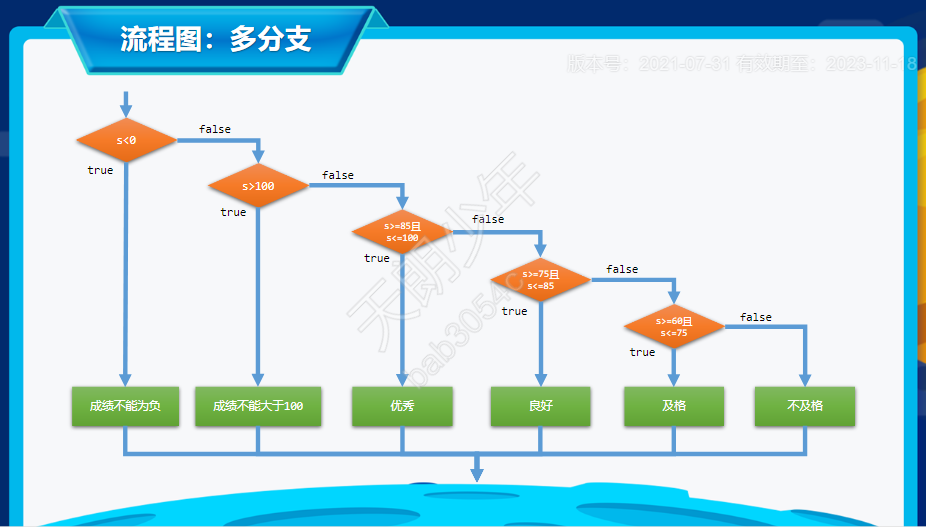 流程图：多分支
版本号：2021-07-31 有效期至：2023-11-18
s<0
false
true
s>100
false
true
s>=85且
s<=100
false
true
s>=75且
s<=85
false
true
s>=60且
s<=75
false
true
成绩不能为负
成绩不能大于100
优秀
良好
及格
不及格
天朗少年
pab3054c